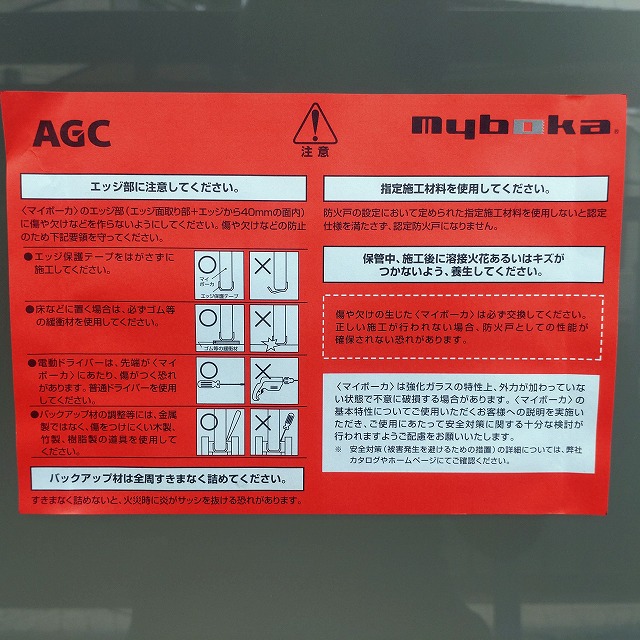 AGC
注意
myboka®
エッジ部に注意してください。
〈マイボーカ〉のエッジ部（エッジ面取り部+エッジから40mmの面内）
に傷や欠けなどを作らないようにしてください。傷や欠けなどの防止
のため下記要領を守ってください。
●エッジ保護テープをはがさずに
施工してください。
マイ
ボーカ
エッジ保護テープ
●床などに置く場合は、必ずゴム等
の緩衝材を使用してください。
ゴム等の緩衝材
●電動ドライバーは、先端が〈マイ
ボーカ〉にあたり、傷がつく恐れ
があります。普通ドライバーを使用
してください。
●バックアップ材の調整等には、金属
製ではなく、傷をつけにくい木製、
竹製、樹脂製の道具を使用して
ください。
バックアップ材は全周すきまなく詰めてください。
すきまなく詰めないと、火災時に炎がサッシを抜ける恐れがあります。
指定施工材料を使用してください。
防火戸の設定において定められた指定施工材料を使用しないと認定
仕様を満たさず、認定防火戸になりません。
保管中、施工後に溶接火花あるいはキズが
つかないよう、養生してください。
傷や欠けの生じた〈マイボーカ〉は必ず交換してください。
正しい施工が行われない場合、防火戸としての性能が
確保されない恐れがあります。
〈マイボーカ〉は強化ガラスの特性上、外力が加わっていな
い状態で不意に破損する場合があります。〈マイボーカ〉の
基本特性についてご使用いただくお客様への説明を実施い
ただき、ご使用にあたって安全対策に関する十分な検討が
行われますようご配慮をお願いいたします。
※ 安全対策（被害発生を避けるための措置）の詳細については、弊社
カタログやホームページにてご確認ください。